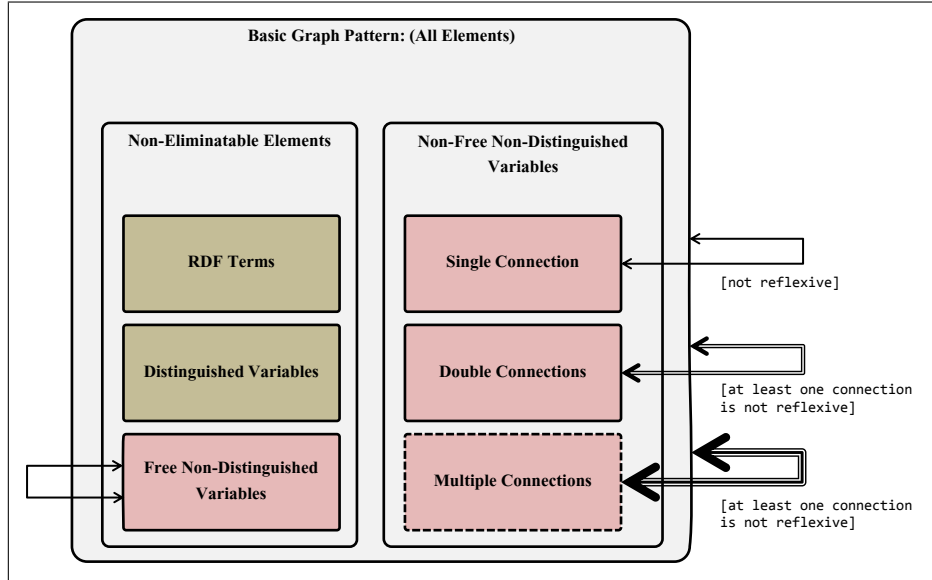 Basic Graph Pattern: (All Elements)
Non-Eliminatable Elements
Non-Free Non-Distinguished
Variables
RDF Terms
Single Connection
[not reflexive]
Distinguished Variables
Double Connections
[at least one connection
is not reflexive]
Free Non-Distinguished
Variables
Multiple Connections
[at least one connection
is not reflexive]